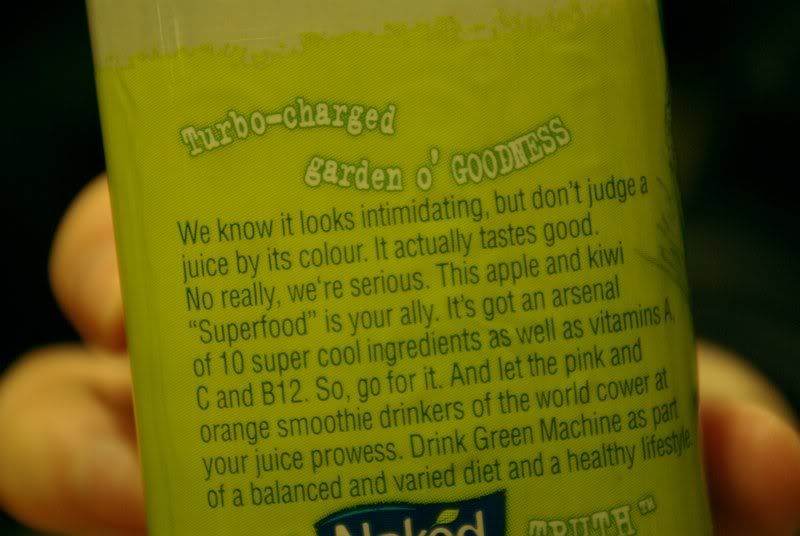 Turbo-charged
garden o' GOODNESS
We know it looks intimidating, but don't judge a
juice by its colour. It actually tastes good.
No really, we're serious. This apple and kiwi
"Superfood" is your ally. It's got an arsenal
of 10 super cool ingredients as well as vitamins A,
C and B12. So, go for it. And let the pink and
orange smoothie drinkers of the world cower at
your juice prowess. Drink Green Machine as part
of a balanced and varied diet and a healthy lifestyle.
Naked TRUTH™